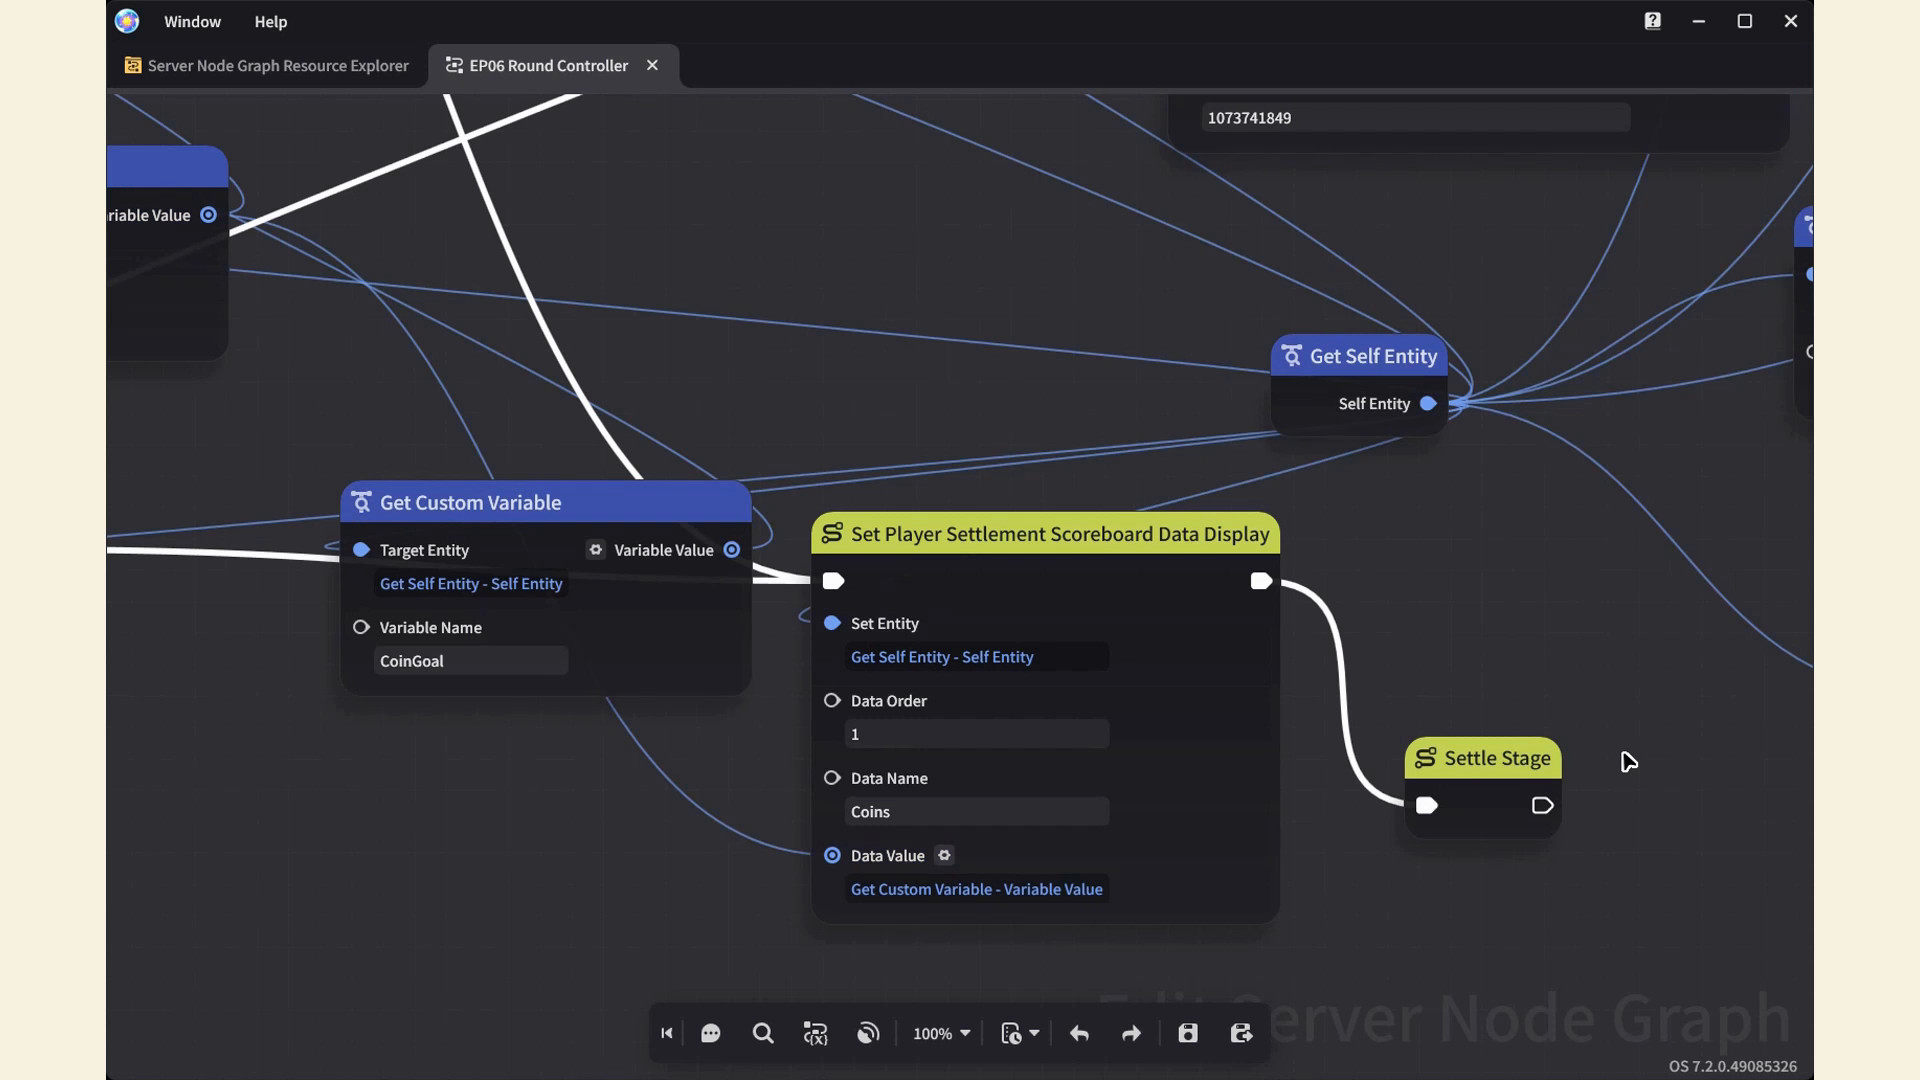 Window
Help
Server Node Graph Resource Explorer
EP06 Round Controller
1073741849
riable Value
Get Self Entity
Self Entity
Get Custom Variable
Target Entity
Variable Value
Get Self Entity - Self Entity
Variable Name
CoinGoal
Set Player Settlement Scoreboard Data Display
Set Entity
Get Self Entity - Self Entity
Data Order
1
Data Name
Coins
Data Value
Get Custom Variable - Variable Value
Settle Stage
Edit Server Node Graph
100%
OS 7.2.0.49085326